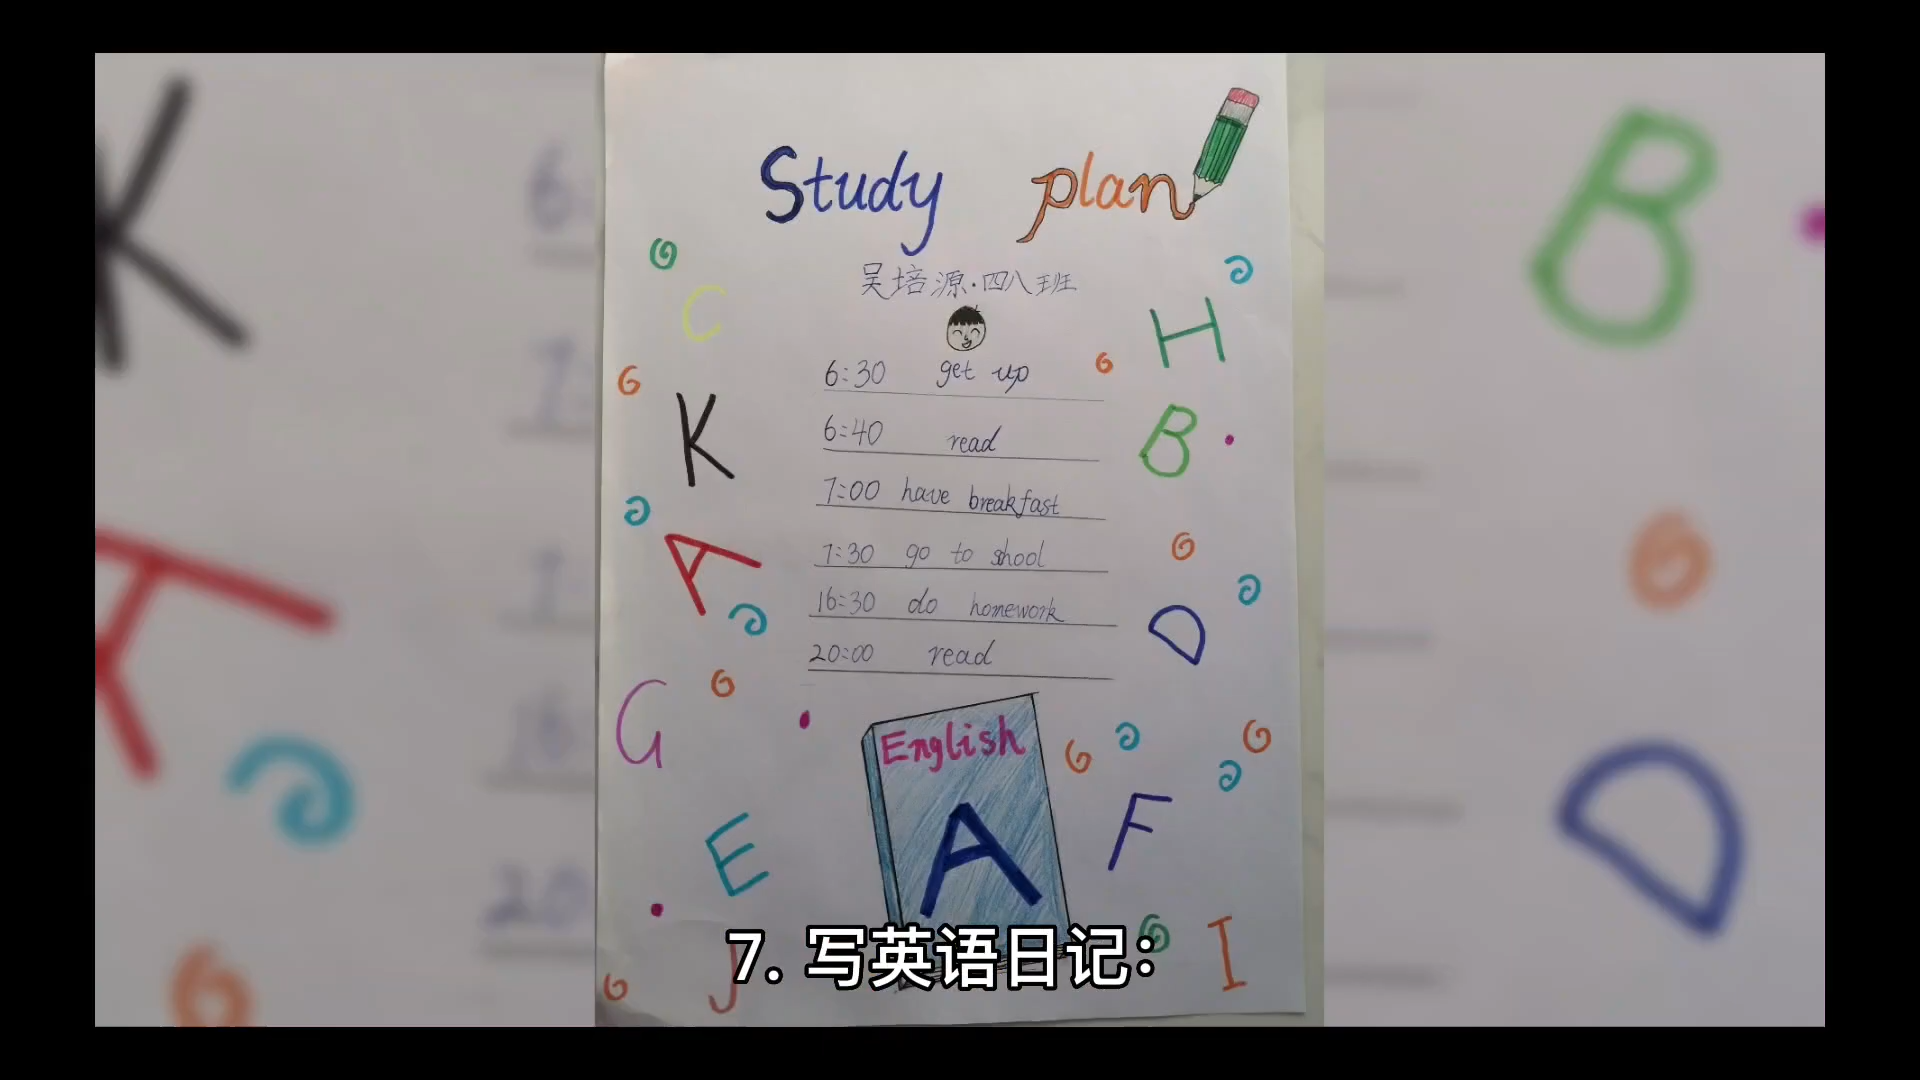 Study plan
吴培源·四八班
6:30 get up
6:40 read
7:00 have breakfast
7:30 go to school
16:30 do homework
20:00 read
C
H
K
B
A
D
G
E
F
J
I
English
A
7. 写英语日记：